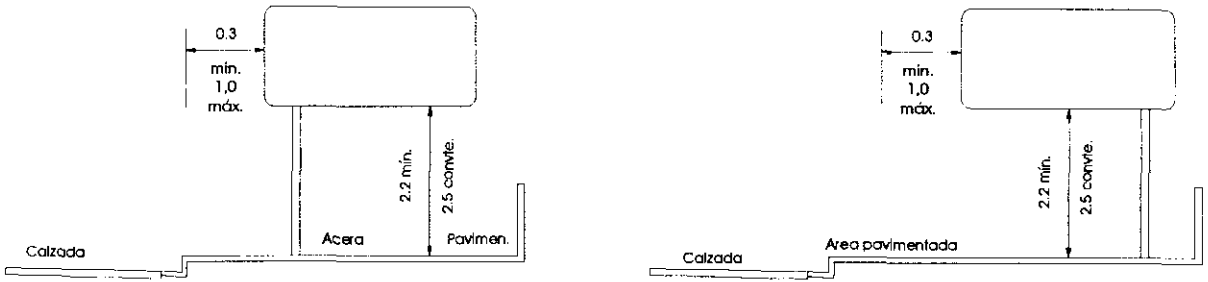 0.3
mín.
1,0
máx.
2.2 mín.
2.5 convte.
Calzada
Acera
Pavimen.
0.3
mín.
1,0
máx.
2.2 mín.
2.5 convte.
Calzada
Area pavimentada